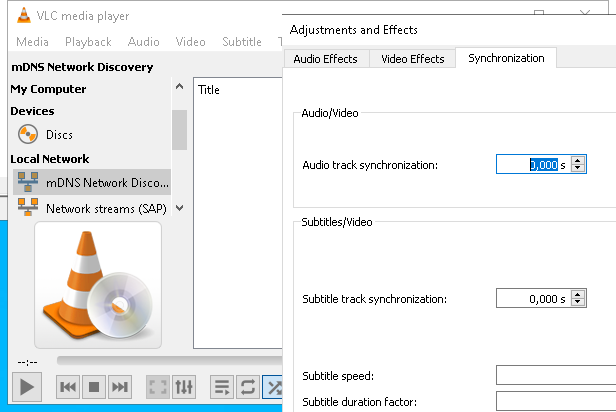 VLC media player
Media Playback Audio Video Subtitle
mDNS Network Discovery
My Computer
Devices
Discs
Local Network
mDNS Network Disco...
Network streams (SAP)
Title
--:--
Adjustments and Effects
Audio Effects Video Effects Synchronization
Audio/Video
Audio track synchronization: 0,000 s
Subtitles/Video
Subtitle track synchronization: 0,000 s
Subtitle speed:
Subtitle duration factor: